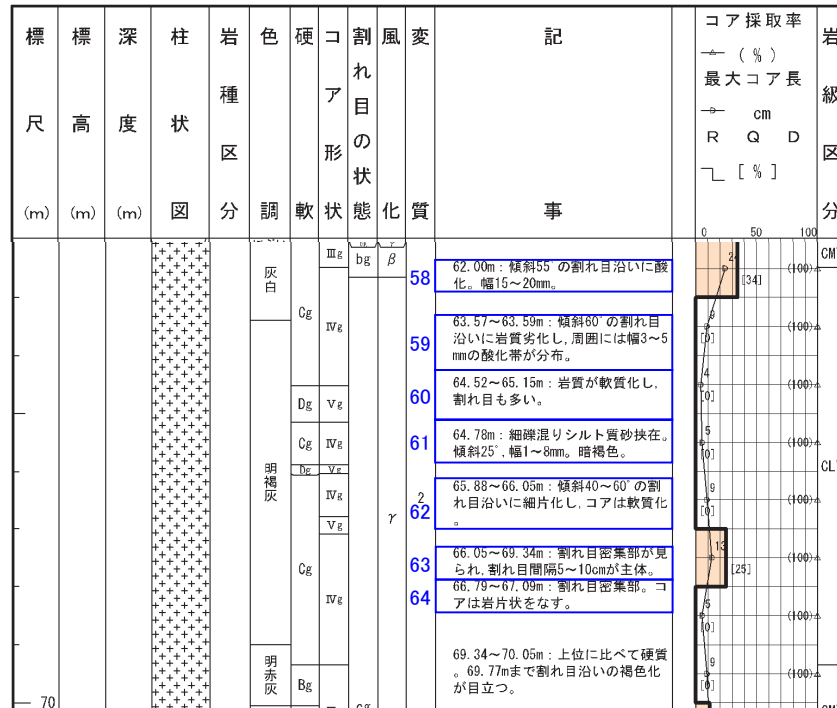 標尺(m)
標高(m)
深度(m)
柱状図
岩種区分
色調
硬軟
コア形状
割れ目の状態
風化
変質
記事
コア採取率
(%)
最大コア長
cm
R Q D
[%]
岩級区分
0 50 100
灰白
明褐灰
明赤灰
Cg
Dg
Cg
Dg
Cg
Bg
Ⅲg
Ⅳg
Ⅴg
Ⅳg
Ⅴg
Ⅳg
Ⅴg
Ⅳg
bg
β
γ
2
58
62.00m：傾斜55°の割れ目沿いに酸
化。幅15～20mm。
59
63.57～63.59m：傾斜60°の割れ目
沿いに岩質劣化し,周囲には幅3～5
mmの酸化帯が分布。
60
64.52～65.15m：岩質が軟質化し,
割れ目も多い。
61
64.78m：細礫混りシルト質砂挟在。
傾斜25°,幅1～8mm。暗褐色。
62
65.88～66.05m：傾斜40～60°の割
れ目沿いに細片化し,コアは軟質化
。
63
66.05～69.34m：割れ目密集部が見
られ,割れ目間隔5～10cmが主体。
64
66.79～67.09m：割れ目密集部。コ
アは岩片状をなす。
69.34～70.05m：上位に比べて硬質
。69.77mまで割れ目沿いの褐色化
が目立つ。
(100)
[34]
9
(100)
[0]
4
(100)
[0]
5
(100)
[0]
9
(100)
[0]
13
(100)
[25]
5
(100)
[0]
9
(100)
[0]
CM
CL
70